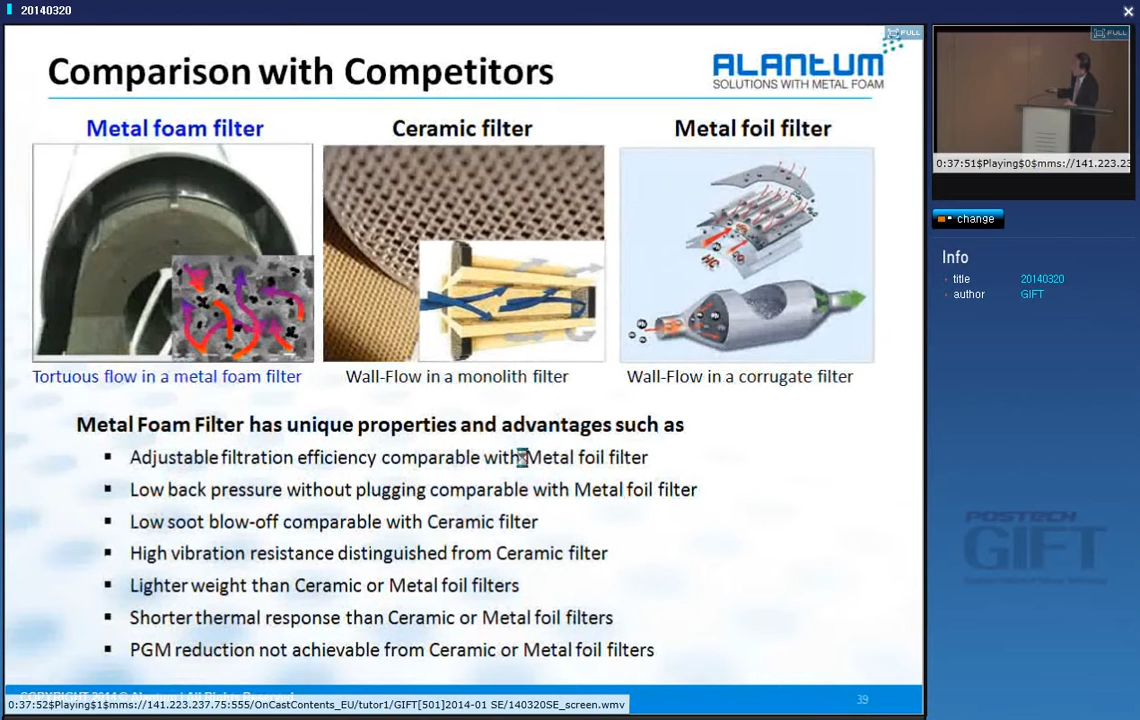 20140320
FULL
Comparison with Competitors
ALANTUM
SOLUTIONS WITH METAL FOAM
Metal foam filter
Ceramic filter
Metal foil filter
HC
Tortuous flow in a metal foam filter
Wall-Flow in a monolith filter
Wall-Flow in a corrugate filter
Metal Foam Filter has unique properties and advantages such as
Adjustable filtration efficiency comparable with Metal foil filter
Low back pressure without plugging comparable with Metal foil filter
Low soot blow-off comparable with Ceramic filter
High vibration resistance distinguished from Ceramic filter
Lighter weight than Ceramic or Metal foil filters
Shorter thermal response than Ceramic or Metal foil filters
PGM reduction not achievable from Ceramic or Metal foil filters
39
0:37:52$Playing$1$mms://141.223.237.75:555/OnCastContents_EU/tutor1/GIFT[501]2014-01 SE/140320SE_screen.wmv
FULL
0:37:51$Playing$0$mms://141.223.23
change
Info
title 20140320
author GIFT
POSTECH
GIFT